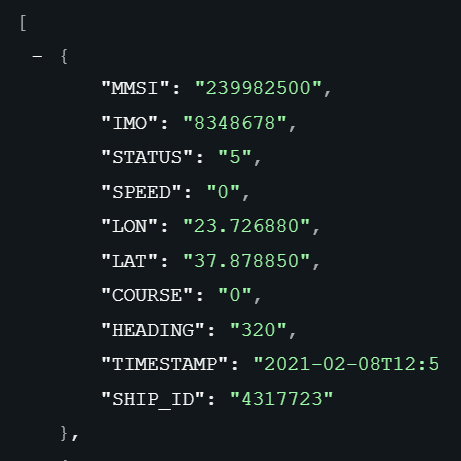 [
- {
"MMSI": "239982500",
"IMO": "8348678",
"STATUS": "5",
"SPEED": "0",
"LON": "23.726880",
"LAT": "37.878850",
"COURSE": "0",
"HEADING": "320",
"TIMESTAMP": "2021-02-08T12:5
"SHIP_ID": "4317723"
},